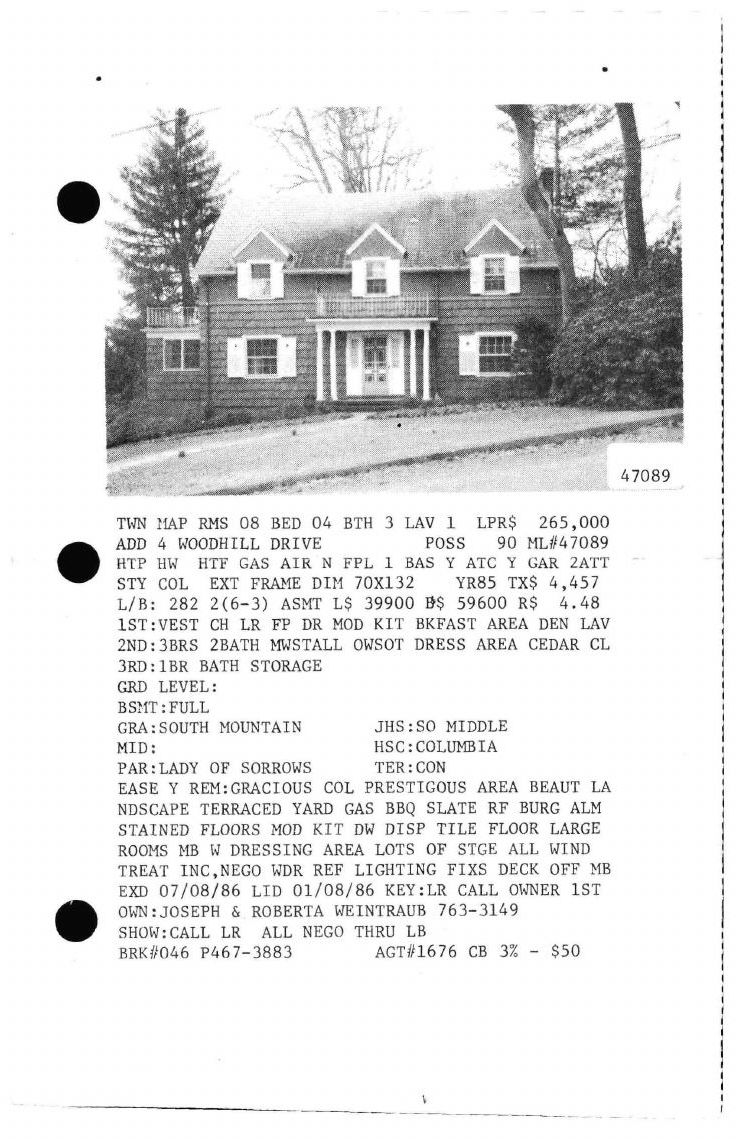 47089
TWN MAP RMS 08 BED 04 BTH 3 LAV 1 LPR$ 265,000
ADD 4 WOODHILL DRIVE POSS 90 ML#47089
HTP HW HTF GAS AIR N FPL 1 BAS Y ATC Y GAR 2ATT
STY COL EXT FRAME DIM 70X132 YR85 TX$ 4,457
L/B: 282 2(6-3) ASMT L$ 39900 B$ 59600 R$ 4.48
1ST:VEST CH LR FP DR MOD KIT BKFAST AREA DEN LAV
2ND:3BRS 2BATH MWSTALL OWSOT DRESS AREA CEDAR CL
3RD:1BR BATH STORAGE
GRD LEVEL:
BSMT:FULL
GRA:SOUTH MOUNTAIN JHS:SO MIDDLE
MID: HSC:COLUMBIA
PAR:LADY OF SORROWS TER:CON
EASE Y REM:GRACIOUS COL PRESTIGOUS AREA BEAUT LA
NDSCAPE TERRACED YARD GAS BBQ SLATE RF BURG ALM
STAINED FLOORS MOD KIT DW DISP TILE FLOOR LARGE
ROOMS MB W DRESSING AREA LOTS OF STGE ALL WIND
TREAT INC,NEGO WDR REF LIGHTING FIXS DECK OFF MB
EXD 07/08/86 LID 01/08/86 KEY:LR CALL OWNER 1ST
OWN:JOSEPH & ROBERTA WEINTRAUB 763-3149
SHOW:CALL LR ALL NEGO THRU LB
BRK#046 P467-3883 AGT#1676 CB 3% - $50